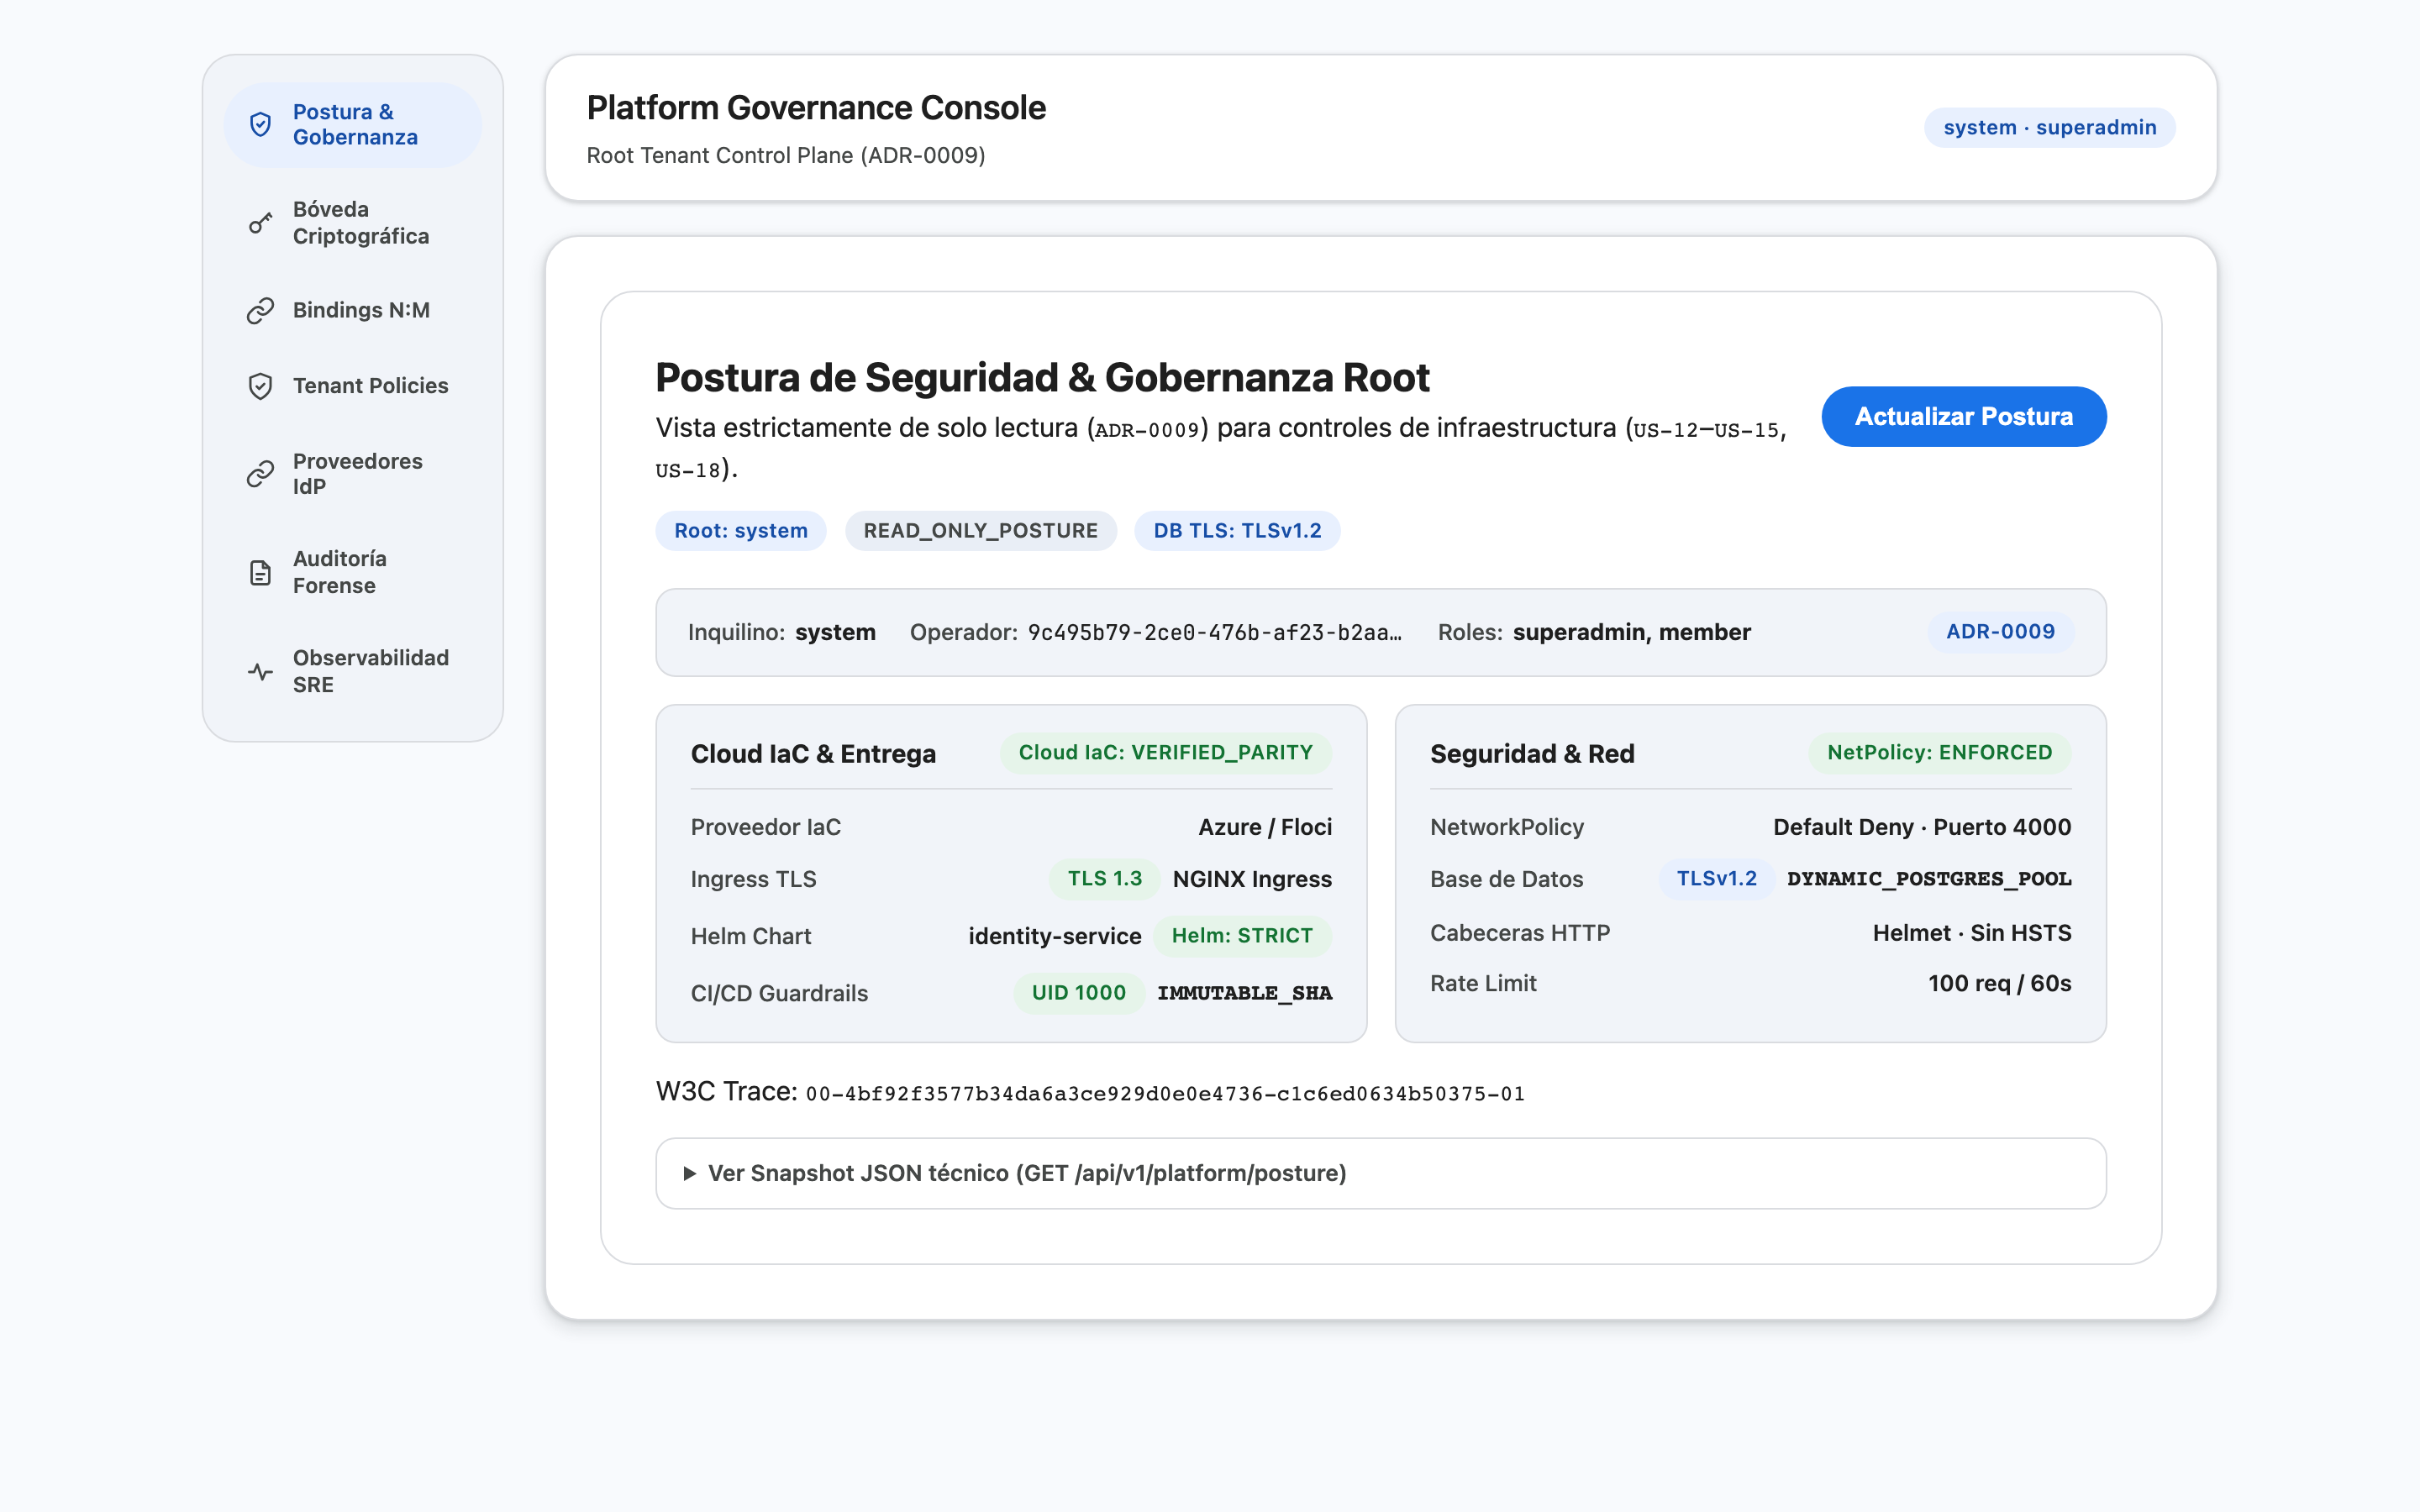 Postura &
Gobernanza
Bóveda
Criptográfica
Bindings N:M
Tenant Policies
Proveedores
IdP
Auditoría
Forense
Observabilidad
SRE
Platform Governance Console
Root Tenant Control Plane (ADR-0009)
system · superadmin
Postura de Seguridad & Gobernanza Root
Vista estrictamente de solo lectura (ADR-0009) para controles de infraestructura (US-12–US-15,
US-18).
Actualizar Postura
Root: system READ_ONLY_POSTURE DB TLS: TLSv1.2
Inquilino: system Operador: 9c495b79-2ce0-476b-af23-b2aa… Roles: superadmin, member ADR-0009
Cloud IaC & Entrega Cloud IaC: VERIFIED_PARITY
Proveedor IaC Azure / Floci
Ingress TLS TLS 1.3 NGINX Ingress
Helm Chart identity-service Helm: STRICT
CI/CD Guardrails UID 1000 IMMUTABLE_SHA
Seguridad & Red NetPolicy: ENFORCED
NetworkPolicy Default Deny · Puerto 4000
Base de Datos TLSv1.2 DYNAMIC_POSTGRES_POOL
Cabeceras HTTP Helmet · Sin HSTS
Rate Limit 100 req / 60s
W3C Trace: 00-4bf92f3577b34da6a3ce929d0e0e4736-c1c6ed0634b50375-01
Ver Snapshot JSON técnico (GET /api/v1/platform/posture)